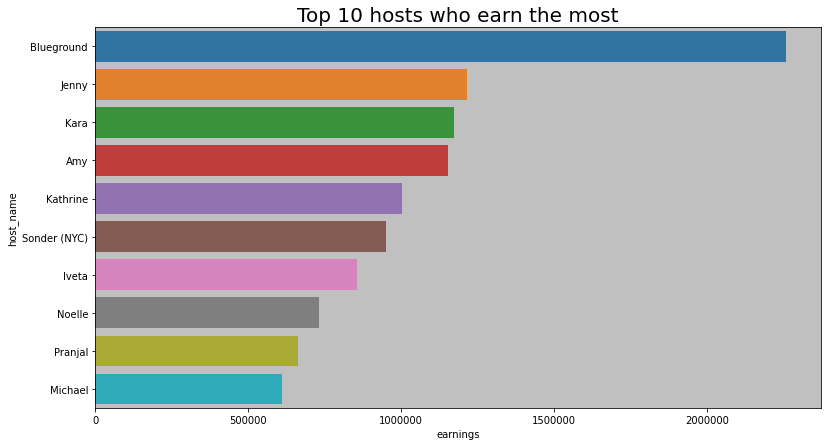 Top 10 hosts who earn the most
host_name
Blueground
Jenny
Kara
Amy
Kathrine
Sonder (NYC)
Iveta
Noelle
Pranjal
Michael
0 500000 1000000 1500000 2000000
earnings